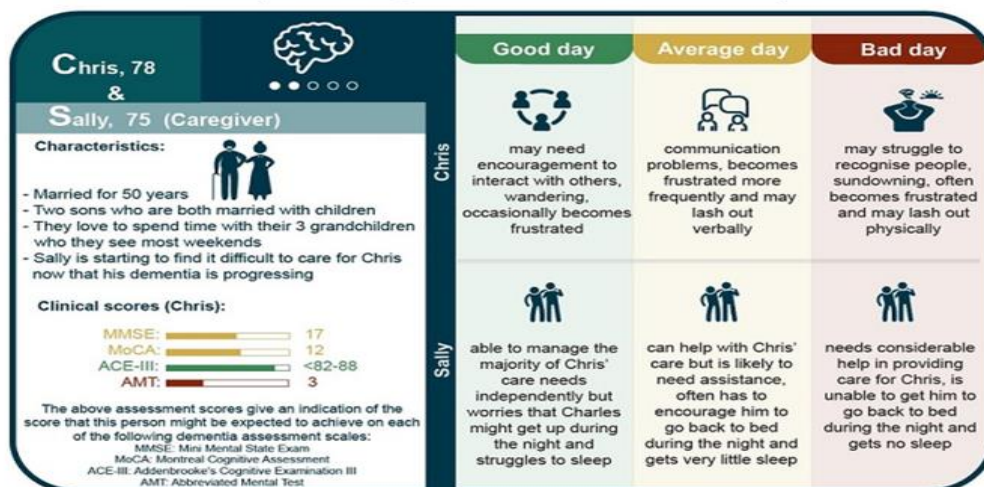 Chris, 78
&
Sally, 75 (Caregiver)
Characteristics:
- Married for 50 years
- Two sons who are both married with children
- They love to spend time with their 3 grandchildren
who they see most weekends
- Sally is starting to find it difficult to care for Chris
now that his dementia is progressing
Clinical scores (Chris):
MMSE: 17
MoCA: 12
ACE-III: <82-88
AMT: 3
The above assessment scores give an indication of the
score that this person might be expected to achieve on each
of the following dementia assessment scales:
MMSE: Mini Mental State Exam
MoCA: Montreal Cognitive Assessment
ACE-III: Addenbrooke's Cognitive Examination III
AMT: Abbreviated Mental Test
Good day
Average day
Bad day
Chris
may need
encouragement to
interact with others,
wandering,
occasionally becomes
frustrated
communication
problems, becomes
frustrated more
frequently and may
lash out
verbally
may struggle to
recognise people,
sundowning, often
becomes frustrated
and may lash out
physically
Sally
able to manage the
majority of Chris'
care needs
independently but
worries that Charles
might get up during
the night and
struggles to sleep
can help with Chris'
care but is likely to
need assistance,
often has to
encourage him to
go back to bed
during the night and
gets very little sleep
needs considerable
help in providing
care for Chris, is
unable to get him to
go back to bed
during the night and
gets no sleep